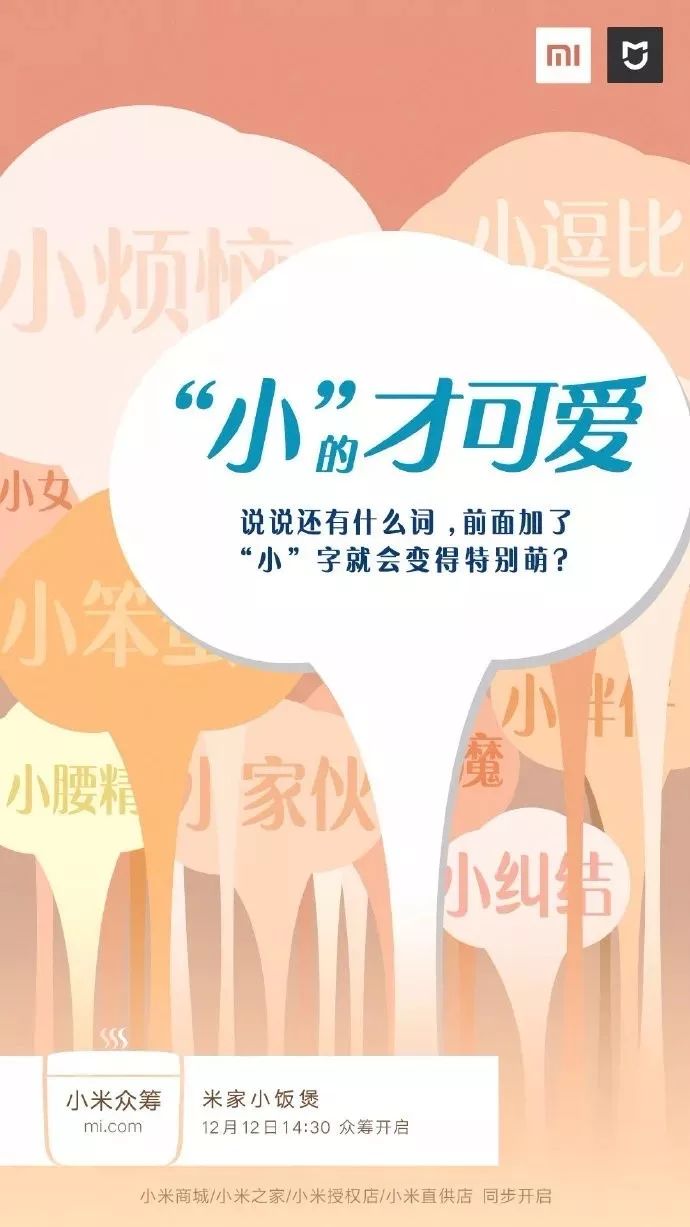 mi
小烦恼
小逗比
“小”的才可爱
说说还有什么词,前面加了
“小”字就会变得特别萌?
小女
小笨蛋
小胖仔
小腰精
小家伙
魔
小纠结
小米众筹
mi.com
米家小饭煲
12月12日14:30 众筹开启
小米商城/小米之家/小米授权店/小米直供店 同步开启